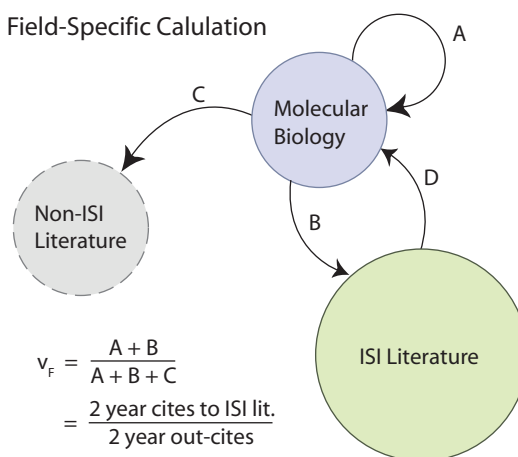 Field-Specific Calulation
A
C
Molecular
Biology
D
Non-ISI
Literature
B
ISI Literature
v_F = A + B / A + B + C
= 2 year cites to ISI lit. / 2 year out-cites